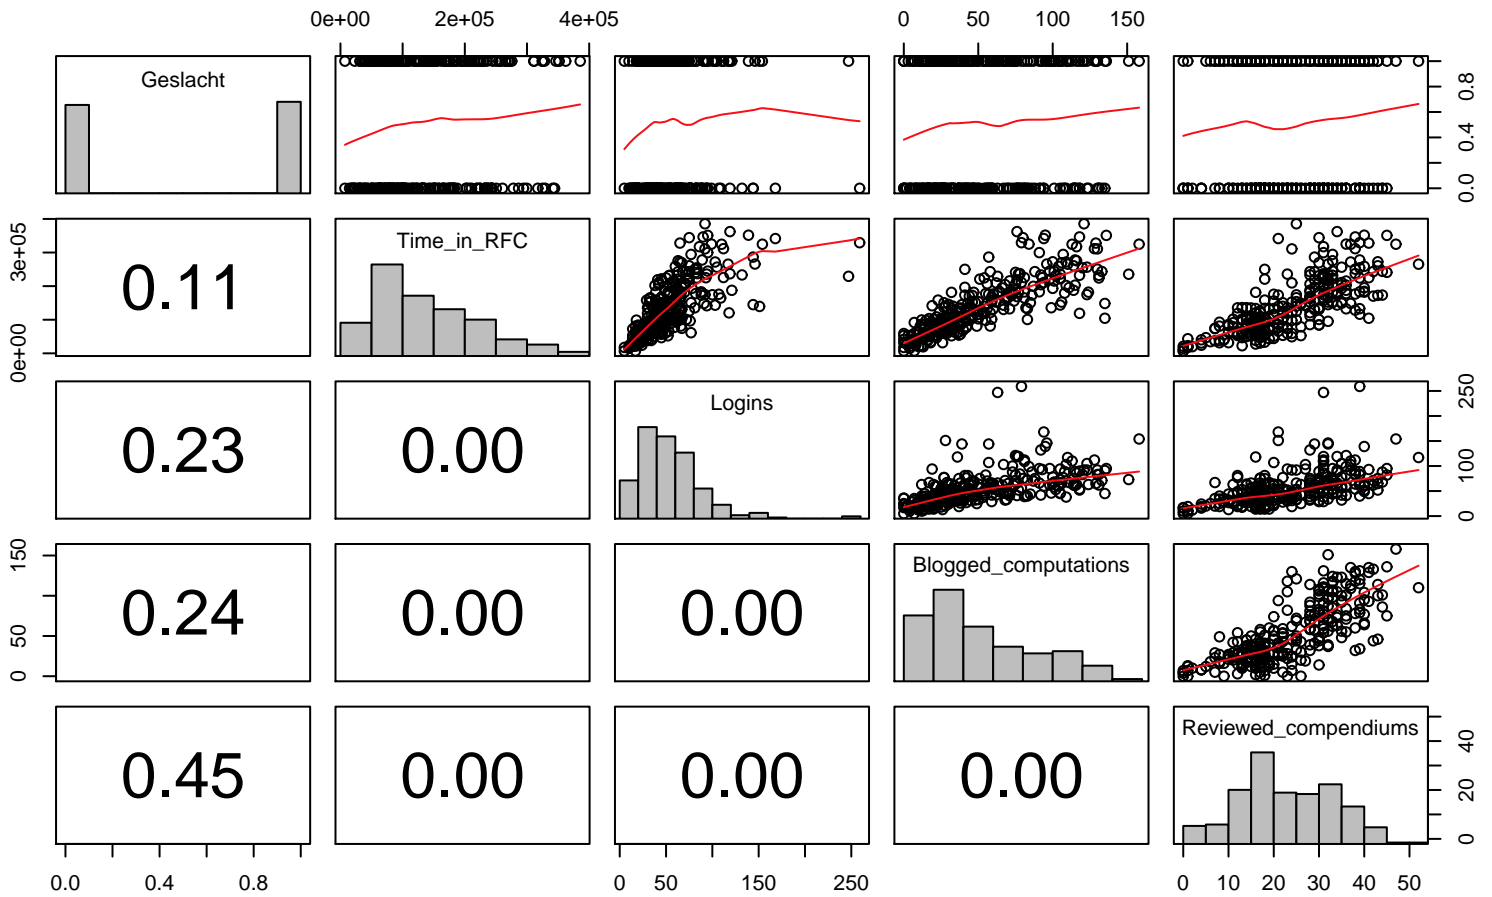 0e+00 2e+05 4e+05 0 50 100 150
Geslacht
0.0 0.4 0.8
0e+00 3e+05
0.11
Time_in_RFC
0.23
0.00
Logins
0 100 250
0 50 150
0.24
0.00
0.00
Blogged_computations
0.45
0.00
0.00
0.00
Reviewed_compendiums
0 20 40
0.0 0.4 0.8 0 50 150 250 0 10 20 30 40 50